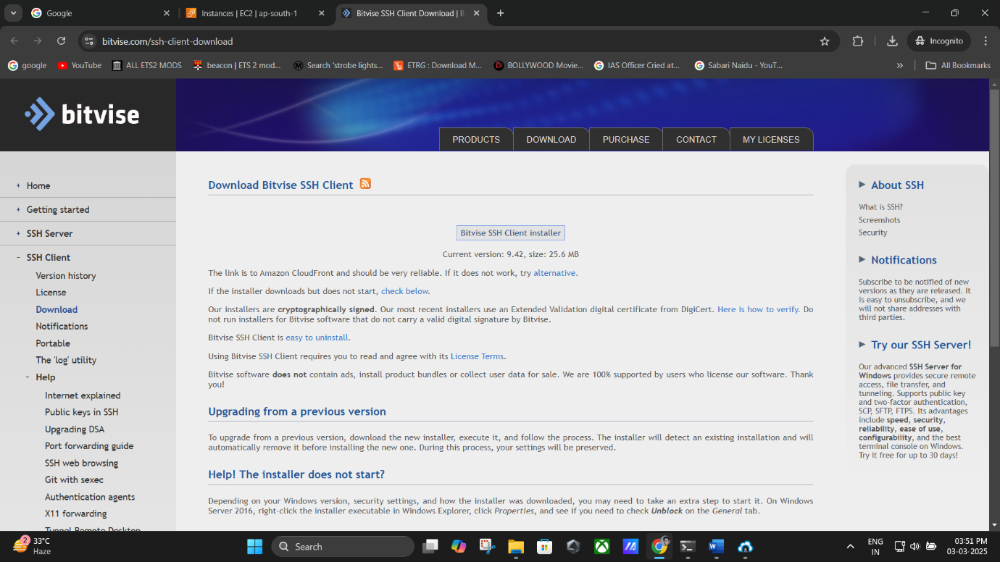 Google
Instances | EC2 | ap-south-1
Bitvise SSH Client Download | B
bitvise.com/ssh-client-download
Incognito
google
YouTube
ALL ETS2 MODS
beacon | ETS 2 mod...
Search 'strobe lights...
ETRG : Download M...
BOLLYWOOD Movie...
IAS Officer Cried at...
Sabari Naidu - YouT...
»
All Bookmarks
bitvise
PRODUCTS
DOWNLOAD
PURCHASE
CONTACT
MY LICENSES
+ Home
+ Getting started
+ SSH Server
- SSH Client
Version history
License
Download
Notifications
Portable
The 'log' utility
- Help
Internet explained
Public keys in SSH
Upgrading DSA
Port forwarding guide
SSH web browsing
Git with sexec
Authentication agents
X11 forwarding
Tunnel Remote Desktop
Download Bitvise SSH Client
Bitvise SSH Client installer
Current version: 9.42, size: 25.6 MB
The link is to Amazon CloudFront and should be very reliable. If it does not work, try alternative.
If the installer downloads but does not start, check below.
Our installers are cryptographically signed. Our most recent installers use an Extended Validation digital certificate from DigiCert. Here is how to verify. Do
not run installers for Bitvise software that do not carry a valid digital signature by Bitvise.
Bitvise SSH Client is easy to uninstall.
Using Bitvise SSH Client requires you to read and agree with its License Terms.
Bitvise software does not contain ads, install product bundles or collect user data for sale. We are 100% supported by users who license our software. Thank
you!
Upgrading from a previous version
To upgrade from a previous version, download the new installer, execute it, and follow the process. The installer will detect an existing installation and will
automatically remove it before installing the new one. During this process, your settings will be preserved.
Help! The installer does not start?
Depending on your Windows version, security settings, and how the installer was downloaded, you may need to take an extra step to start it. On Windows
Server 2016, right-click the installer executable in Windows Explorer, click Properties, and see if you need to check Unblock on the General tab.
About SSH
What is SSH?
Screenshots
Security
Notifications
Subscribe to be notified of new
versions as they are released. It
is easy to unsubscribe, and we
will not share addresses with
third parties.
Try our SSH Server!
Our advanced SSH Server for
Windows provides secure remote
access, file transfer, and
tunneling. Supports public key
and two-factor authentication,
SCP, SFTP, FTPS. Its advantages
include speed, security,
reliability, ease of use,
configurability, and the best
terminal console on Windows.
Try it free for up to 30 days!
2
33°C
Haze
Search
ENG
IN
03:51 PM
03-03-2025